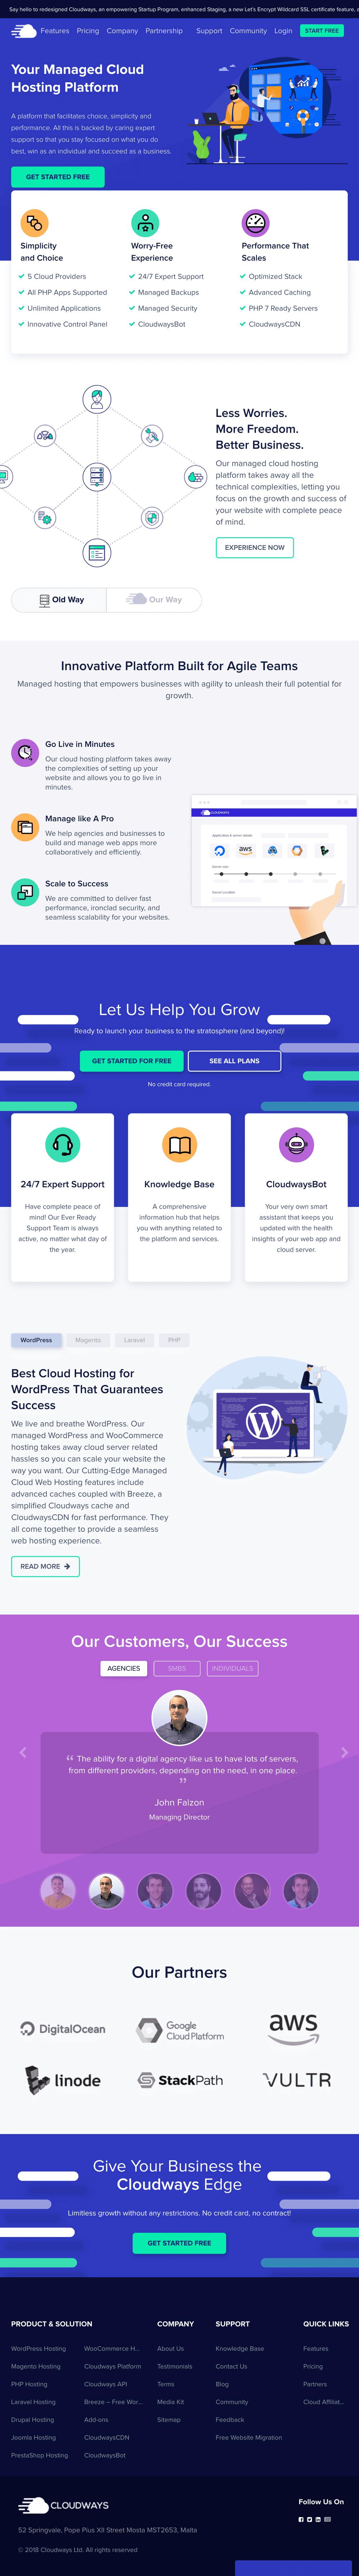 Say hello to redesigned Cloudways, an empowering Startup Program, enhanced Staging, a new Let's Encrypt Wildcard SSL certificate feature,
Features Pricing Company Partnership Support Community Login START FREE
Your Managed Cloud
Hosting Platform
A platform that facilitates choice, simplicity and
performance. All this is backed by caring expert
support so that you stay focused on what you do
best, win as an individual and succeed as a business.
GET STARTED FREE
Simplicity
and Choice
5 Cloud Providers
All PHP Apps Supported
Unlimited Applications
Innovative Control Panel
Worry-Free
Experience
24/7 Expert Support
Managed Backups
Managed Security
CloudwaysBot
Performance That
Scales
Optimized Stack
Advanced Caching
PHP 7 Ready Servers
CloudwaysCDN
Less Worries.
More Freedom.
Better Business.
Our managed cloud hosting
platform takes away all the
technical complexities, letting you
focus on the growth and success of
your website with complete peace
of mind.
EXPERIENCE NOW
Old Way Our Way
Innovative Platform Built for Agile Teams
Managed hosting that empowers businesses with agility to unleash their full potential for
growth.
Go Live in Minutes
Our cloud hosting platform takes away
the complexities of setting up your
website and allows you to go live in
minutes.
Manage like A Pro
We help agencies and businesses to
build and manage web apps more
collaboratively and efficiently.
Scale to Success
We are committed to deliver fast
performance, ironclad security, and
seamless scalability for your websites.
CLOUDWAYS
Application & server details
aws
Server size
Server Location
Let Us Help You Grow
Ready to launch your business to the stratosphere (and beyond)!
GET STARTED FOR FREE SEE ALL PLANS
No credit card required.
24/7 Expert Support
Have complete peace of
mind! Our Ever Ready
Support Team is always
active, no matter what day of
the year.
Knowledge Base
A comprehensive
information hub that helps
you with anything related to
the platform and services.
CloudwaysBot
Your very own smart
assistant that keeps you
updated with the health
insights of your web app and
cloud server.
WordPress Magento Laravel PHP
Best Cloud Hosting for
WordPress That Guarantees
Success
We live and breathe WordPress. Our
managed WordPress and WooCommerce
hosting takes away cloud server related
hassles so you can scale your website the
way you want. Our Cutting-Edge Managed
Cloud Web Hosting features include
advanced caches coupled with Breeze, a
simplified Cloudways cache and
CloudwaysCDN for fast performance. They
all come together to provide a seamless
web hosting experience.
READ MORE
Our Customers, Our Success
AGENCIES SMBS INDIVIDUALS
“ The ability for a digital agency like us to have lots of servers,
from different providers, depending on the need, in one place.
”
John Falzon
Managing Director
Our Partners
DigitalOcean
Google
Cloud Platform
aws
linode
StackPath
VULTR
Give Your Business the
Cloudways Edge
Limitless growth without any restrictions. No credit card, no contract!
GET STARTED FREE
PRODUCT & SOLUTION
WordPress Hosting
Magento Hosting
PHP Hosting
Laravel Hosting
Drupal Hosting
Joomla Hosting
PrestaShop Hosting
WooCommerce H...
Cloudways Platform
Cloudways API
Breeze – Free Wor...
Add-ons
CloudwaysCDN
CloudwaysBot
COMPANY
About Us
Testimonials
Terms
Media Kit
Sitemap
SUPPORT
Knowledge Base
Contact Us
Blog
Community
Feedback
Free Website Migration
QUICK LINKS
Features
Pricing
Partners
Cloud Affiliat...
CLOUDWAYS
Follow Us On
52 Springvale, Pope Pius XII Street Mosta MST2653, Malta
© 2018 Cloudways Ltd. All rights reserved